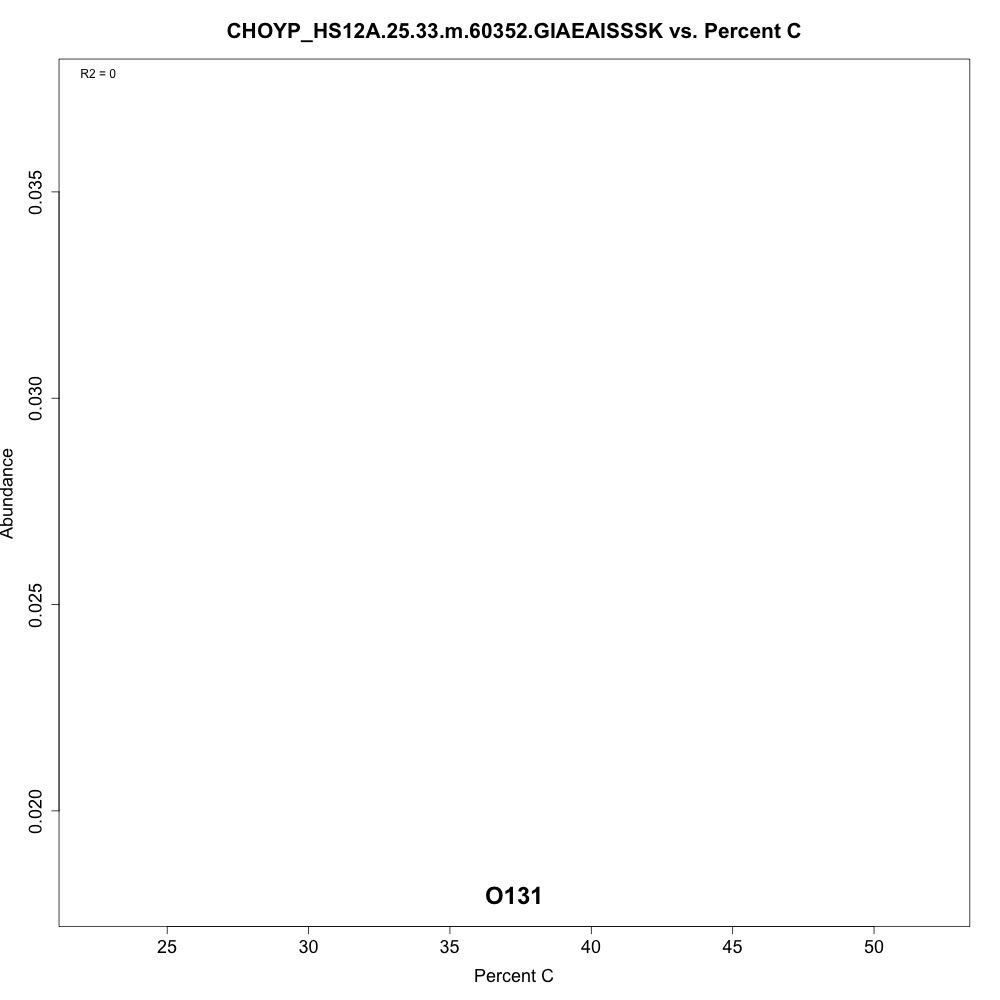 CHOYP_HS12A.25.33.m.60352.GIAEAISSSK vs. Percent C
R2 = 0
0.035
0.030
Abundance
0.025
0.020
O131
25 30 35 40 45 50
Percent C